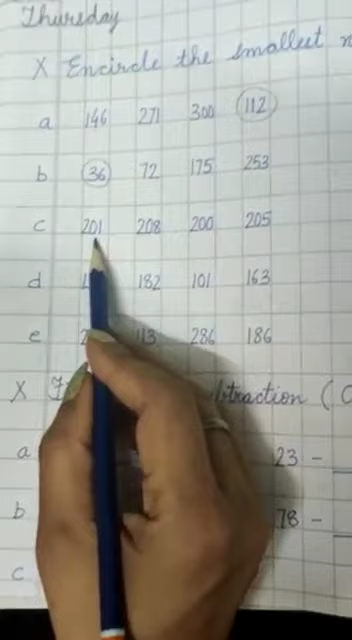 Thursday
X Encircle the smallest
a 146 271 300 112
b 36 72 175 253
c 201 208 200 205
d 182 101 163
e 113 286 186
X
a 23 -
b 78 -
c